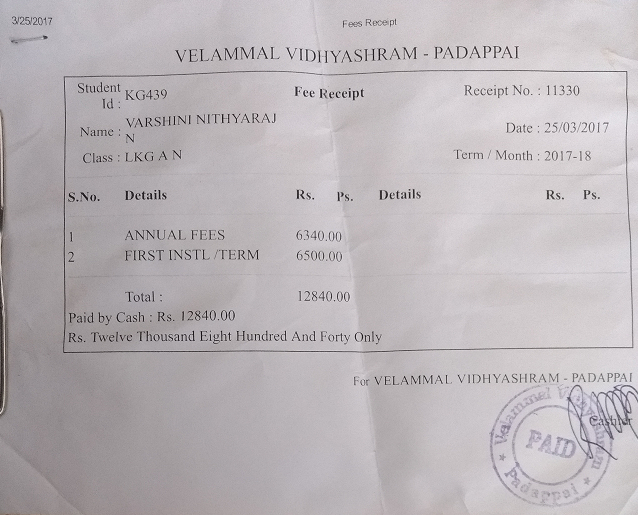 3/25/2017 Fees Receipt
VELAMMAL VIDHYASHRAM - PADAPPAI
Student Id : KG439 Fee Receipt Receipt No. : 11330
Name : VARSHINI NITHYARAJ N Date : 25/03/2017
Class : LKG A N Term / Month : 2017-18
S.No. Details Rs. Ps. Details Rs. Ps.
1 ANNUAL FEES 6340.00
2 FIRST INSTL /TERM 6500.00
Total : 12840.00
Paid by Cash : Rs. 12840.00
Rs. Twelve Thousand Eight Hundred And Forty Only
For VELAMMAL VIDHYASHRAM - PADAPPAI
Cashier
Velammal Vidhyashram
PAID
Padappai